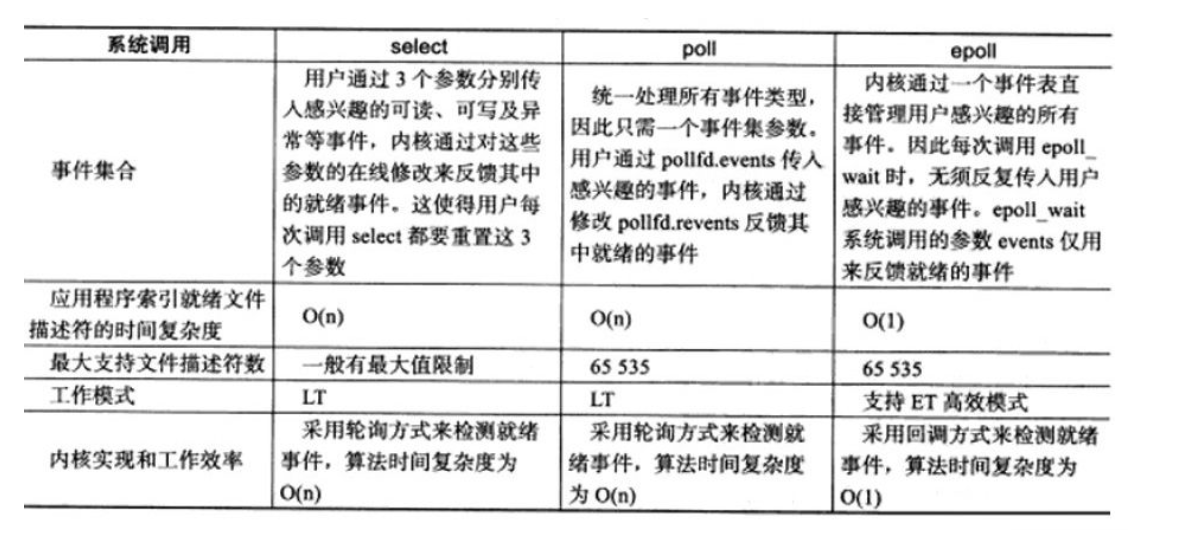 系统调用 select poll epoll
事件集合
用户通过 3 个参数分别传
入感兴趣的可读、可写及异
常等事件，内核通过对这些
参数的在线修改来反馈其中
的就绪事件。这使得用户每
次调用 select 都要重置这 3
个参数
统一处理所有事件类型，
因此只需一个事件集参数。
用户通过 pollfd.events 传入
感兴趣的事件，内核通过
修改 pollfd.revents 反馈其
中就绪的事件
内核通过一个事件表直
接管理用户感兴趣的所有
事件。因此每次调用 epoll_
wait 时，无须反复传入用户
感兴趣的事件。epoll_wait
系统调用的参数 events 仅用
来反馈就绪的事件
应用程序索引就绪文件
描述符的时间复杂度
O(n)
O(n)
O(1)
最大支持文件描述符数 一般有最大值限制 65 535 65 535
工作模式 LT LT 支持 ET 高效模式
内核实现和工作效率
采用轮询方式来检测就绪
事件，算法时间复杂度为
O(n)
采用轮询方式来检测就
绪事件，算法时间复杂度
为 O(n)
采用回调方式来检测就绪
事件，算法时间复杂度为
O(1)